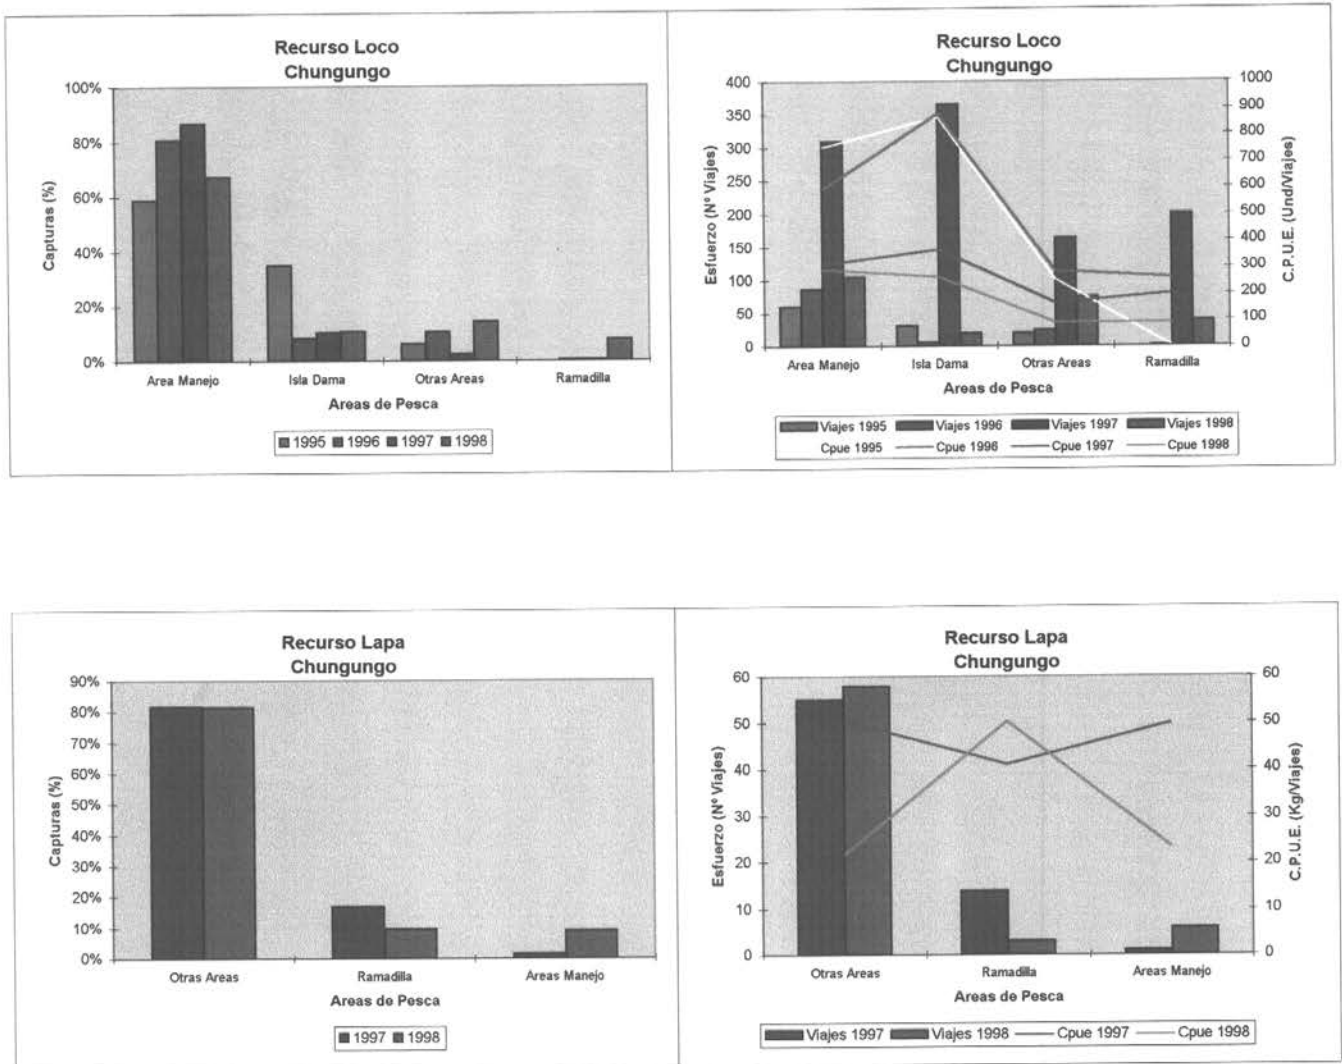 Recurso Loco
Chungungo
100%
80%
60%
40%
20%
0%
Capturas (%)
Area Manejo Isla Dama Otras Areas Ramadilla
Areas de Pesca
1995 1996 1997 1998
Recurso Loco
Chungungo
400
350
300
250
200
150
100
50
0
Esfuerzo (Nº Viajes)
1000
900
800
700
600
500
400
300
200
100
0
C.P.U.E. (Und/Viajes)
Area Manejo Isla Dama Otras Areas Ramadilla
Areas de Pesca
Viajes 1995 Viajes 1996 Viajes 1997 Viajes 1998
Cpue 1995 Cpue 1996 Cpue 1997 Cpue 1998
Recurso Lapa
Chungungo
90%
80%
70%
60%
50%
40%
30%
20%
10%
0%
Capturas (%)
Otras Areas Ramadilla Areas Manejo
Areas de Pesca
1997 1998
Recurso Lapa
Chungungo
60
50
40
30
20
10
0
Esfuerzo (Nº Viajes)
60
50
40
30
20
10
0
C.P.U.E. (Kg/Viajes)
Otras Areas Ramadilla Areas Manejo
Areas de Pesca
Viajes 1997 Viajes 1998 Cpue 1997 Cpue 1998